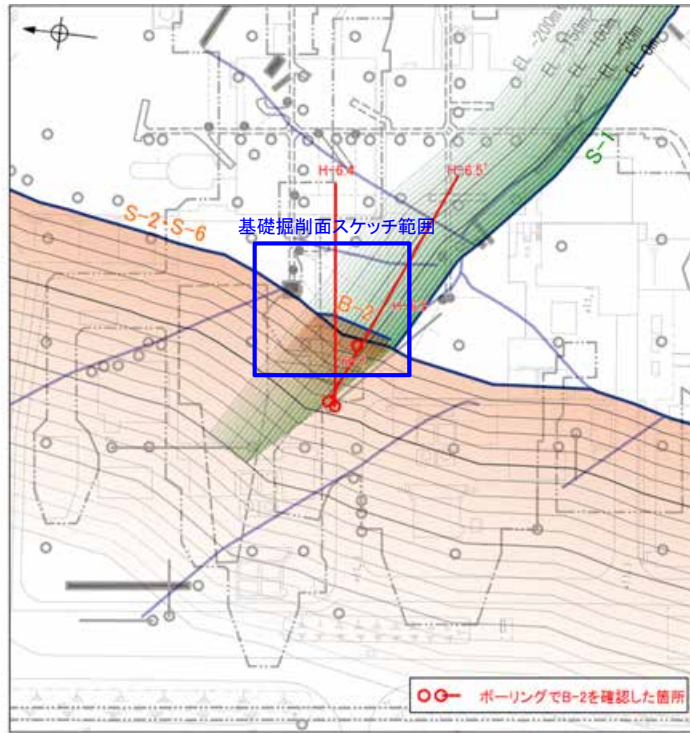 EL -200m
EL -150m
EL -100m
EL -50m
EL 0m
S-1
H-6.4
H-6.5'
S-2・S-6
基礎掘削面スケッチ範囲
B-2
ボーリングでB-2を確認した箇所